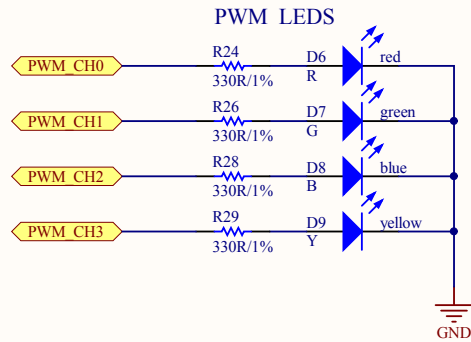 PWM LEDS
PWM_CH0 R24 330R/1% D6 R red
PWM_CH1 R26 330R/1% D7 G green
PWM_CH2 R28 330R/1% D8 B blue
PWM_CH3 R29 330R/1% D9 Y yellow
GND